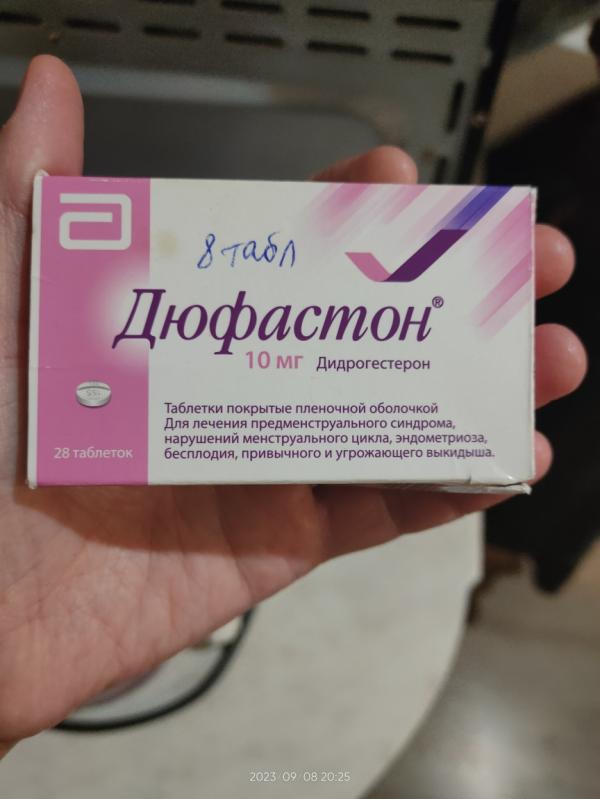 8 табл
Дюфастон®
10 мг Дидрогестерон
Таблетки покрытые пленочной оболочкой
Для лечения предменструального синдрома,
нарушений менструального цикла, эндометриоза,
бесплодия, привычного и угрожающего выкидыша.
28 таблеток
2023 09 08 20:25